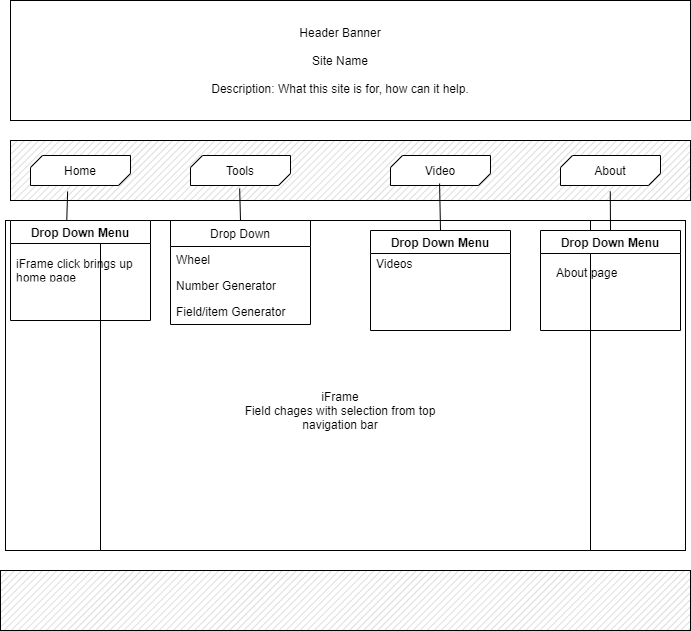 Header Banner
Site Name
Description: What this site is for, how can it help.
Home
Tools
Video
About
Drop Down Menu
iFrame click brings up
home page
Drop Down
Wheel
Number Generator
Field/item Generator
Drop Down Menu
Videos
Drop Down Menu
About page
iFrame
Field chages with selection from top
navigation bar